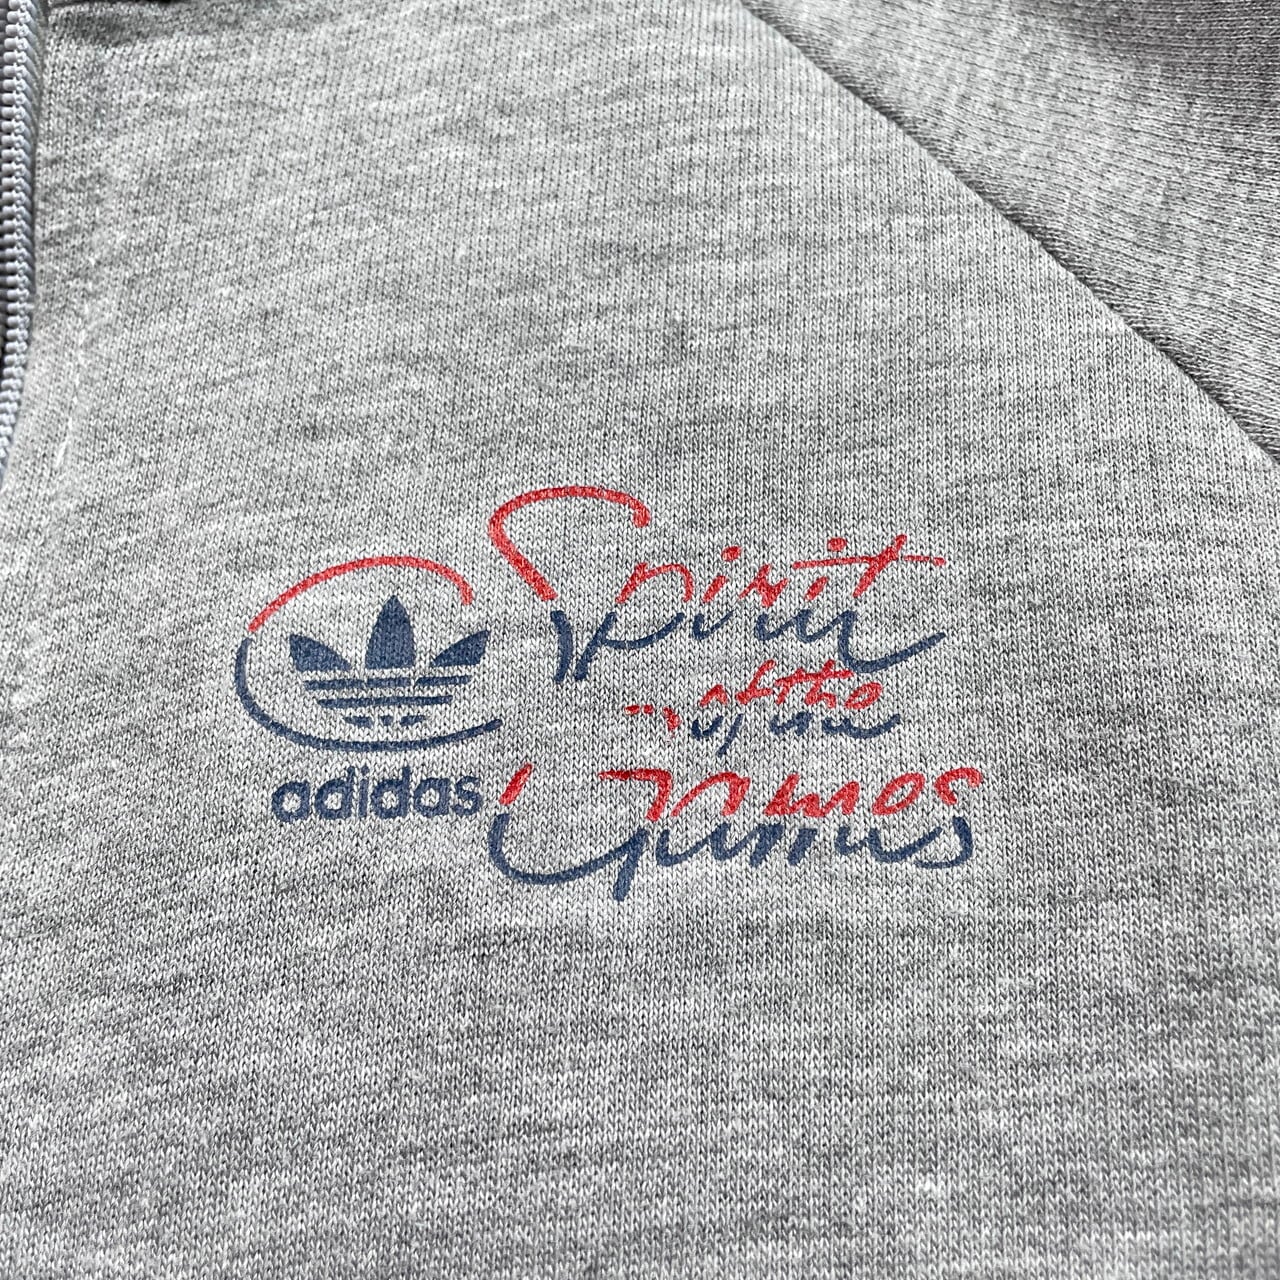 Spirit
of the
Games
adidas